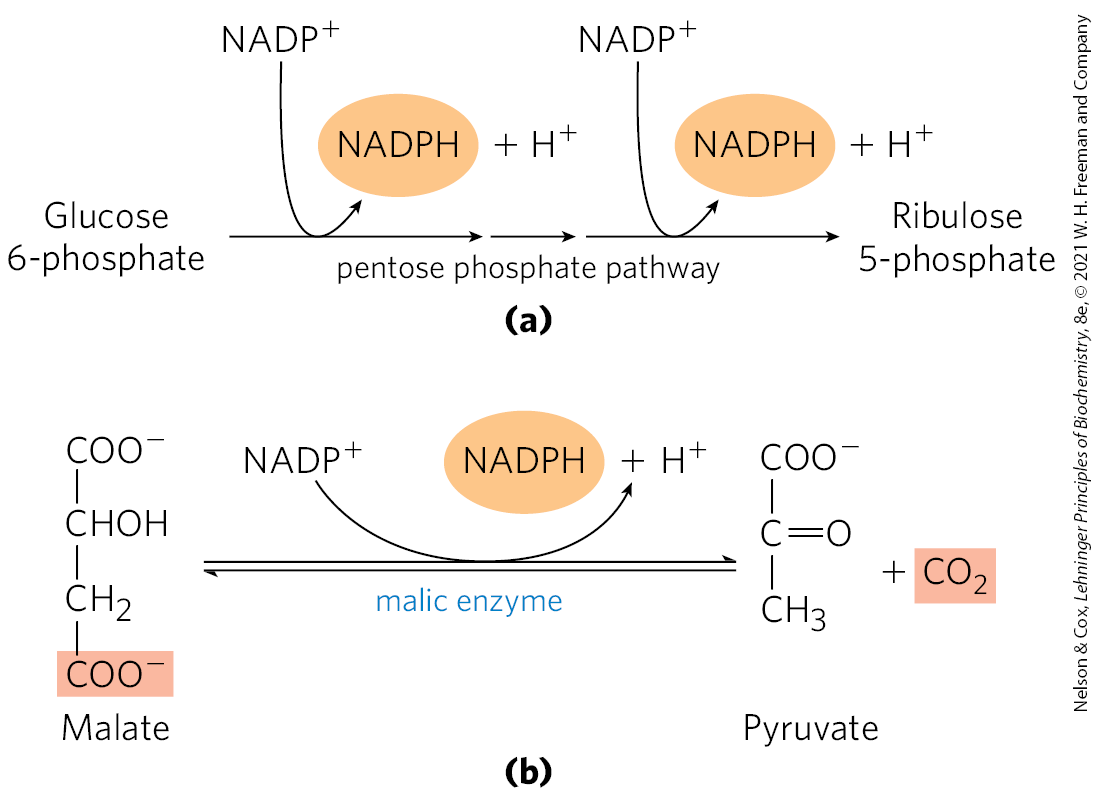 NADP⁺ NADP⁺
NADPH + H⁺ NADPH + H⁺
Glucose
6-phosphate
Ribulose
5-phosphate
pentose phosphate pathway
(a)
COO⁻
CHOH
CH₂
COO⁻
Malate
NADP⁺ NADPH + H⁺
malic enzyme
COO⁻
C=O
CH₃
+ CO₂
Pyruvate
(b)
Nelson & Cox, Lehninger Principles of Biochemistry, 8e, © 2021 W. H. Freeman and Company